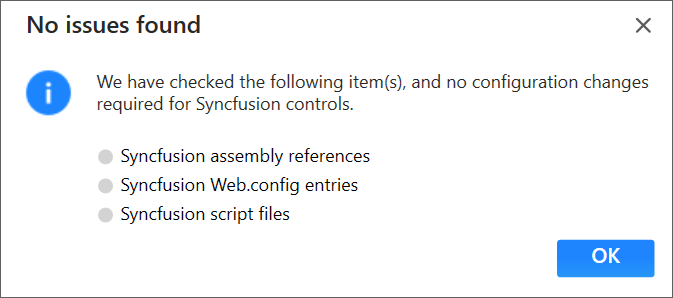 No issues found
We have checked the following item(s), and no configuration changes
required for Syncfusion controls.
Syncfusion assembly references
Syncfusion Web.config entries
Syncfusion script files
OK